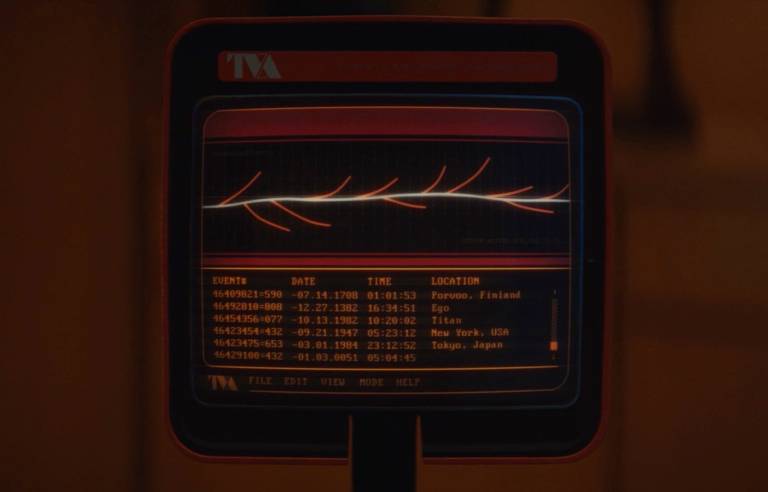 TVA
EVENT# DATE TIME LOCATION
46409821=590 -07.14.1708 01:01:53 Porvoo, Finland
46492810=008 -12.27.1382 16:34:51 Ego
46454356=077 -10.13.1982 10:20:02 Titan
46423454=432 -09.21.1947 05:23:12 New York, USA
46423475=653 -03.01.1984 23:12:52 Tokyo, Japan
46429100=432 -01.03.0051 05:04:45
TVA FILE EDIT VIEW MODE HELP